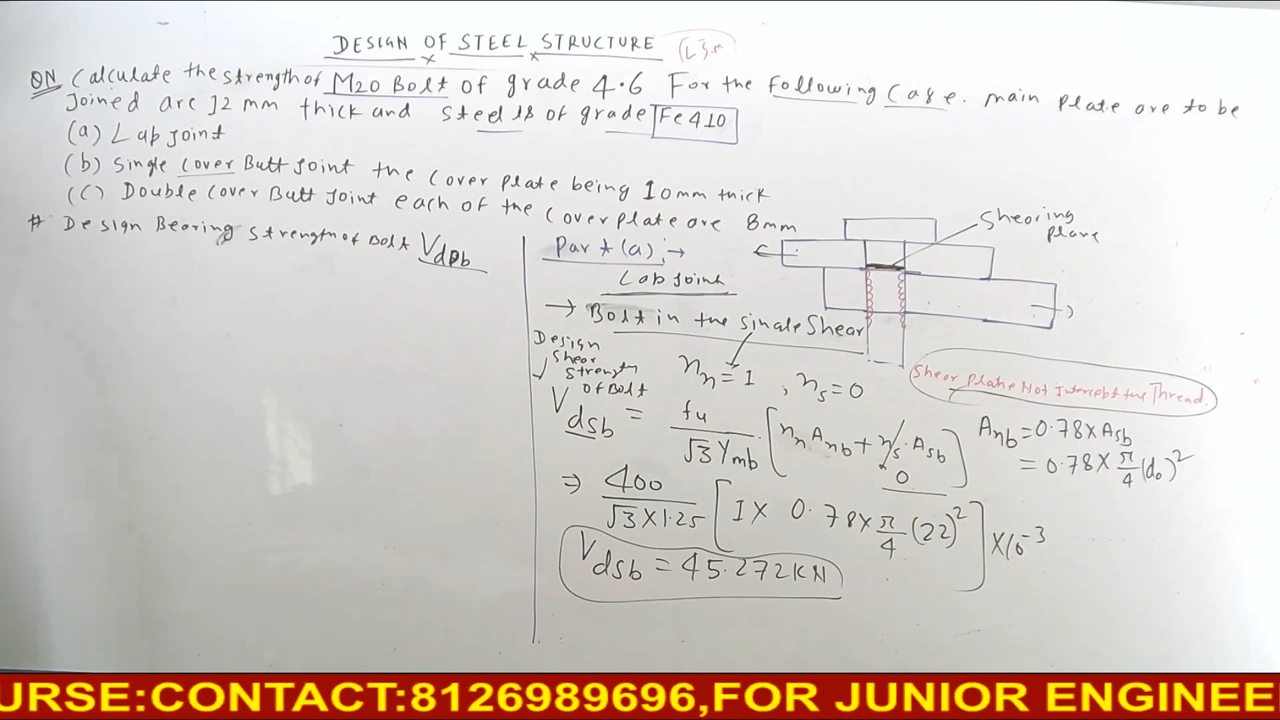 DESIGN OF STEEL STRUCTURE
QN Calculate the strength of M20 Bolt of grade 4.6 For the following Case. main Plate are to be
joined are 12 mm thick and Steel is of grade Fe410
(a) Lap joint
(b) Single Cover Butt Joint the Cover Plate being 10mm thick
(C) Double Cover Butt Joint each of the Cover plate are 8mm
# Design Bearing Strength of Bolt Vdpb
Part (a) :→
Lab Joint
→ Bolt in the single Shear
Shearing
plane
Design
Shear
Strength
of Bolt
nn = 1 , ns = 0
Shear Plane Not Intercept the Thread.
Vdsb = fu / √3 γmb . [nn Anb + ns . Asb]
0
Anb = 0.78 × Asb
= 0.78 × π/4 (do)²
⇒ 400 / √3 × 1.25 [1 × 0.78 × π/4 (22)²] × 10⁻³
Vdsb = 45.272 KN
URSE:CONTACT:8126989696,FOR JUNIOR ENGINEE